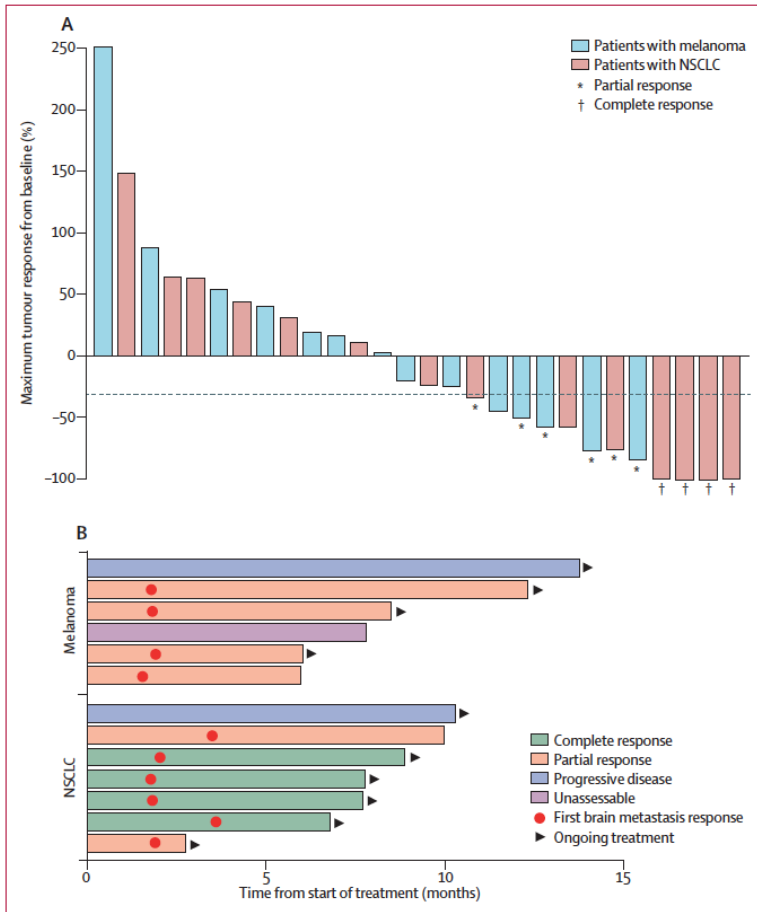 A
Maximum tumour response from baseline (%)
250
200
150
100
50
0
−50
−100
Patients with melanoma
Patients with NSCLC
* Partial response
† Complete response
*
*
*
*
*
*
†
†
†
†
B
Melanoma
NSCLC
Complete response
Partial response
Progressive disease
Unassessable
First brain metastasis response
Ongoing treatment
0
5
10
15
Time from start of treatment (months)